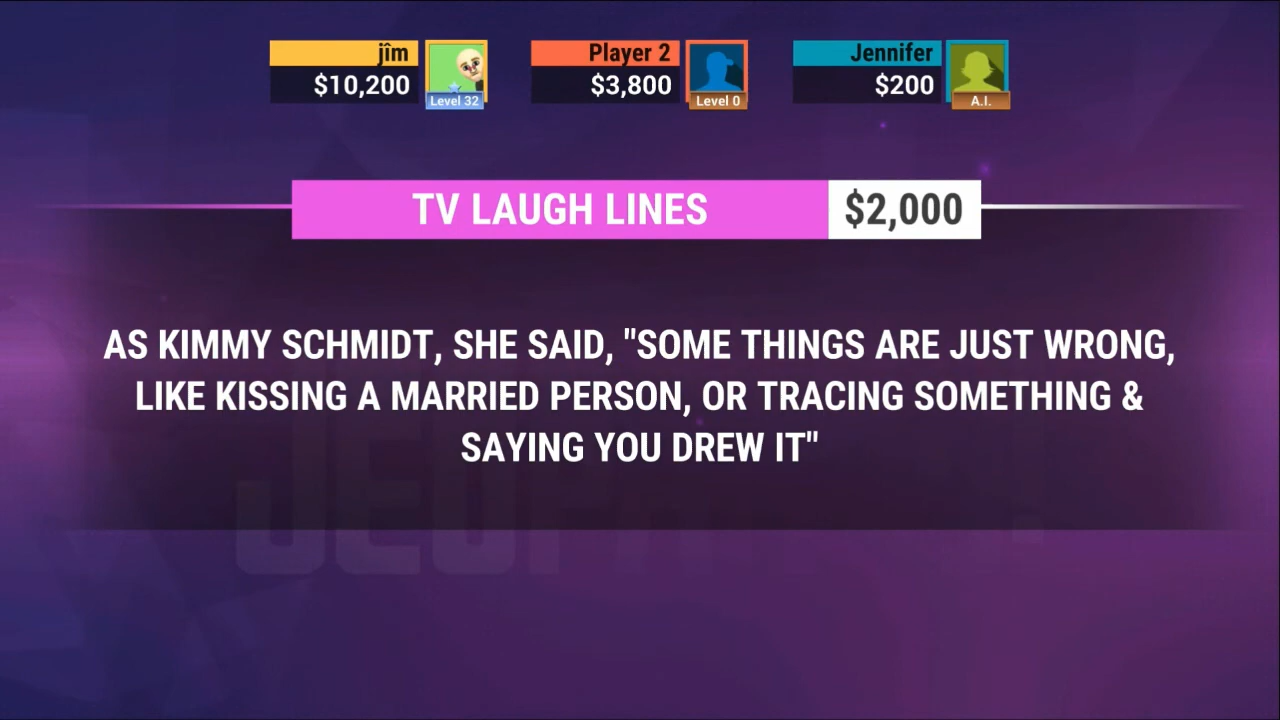 jîm
$10,200
Level 32
Player 2
$3,800
Level 0
Jennifer
$200
A.I.
TV LAUGH LINES
$2,000
AS KIMMY SCHMIDT, SHE SAID, "SOME THINGS ARE JUST WRONG,
LIKE KISSING A MARRIED PERSON, OR TRACING SOMETHING &
SAYING YOU DREW IT"